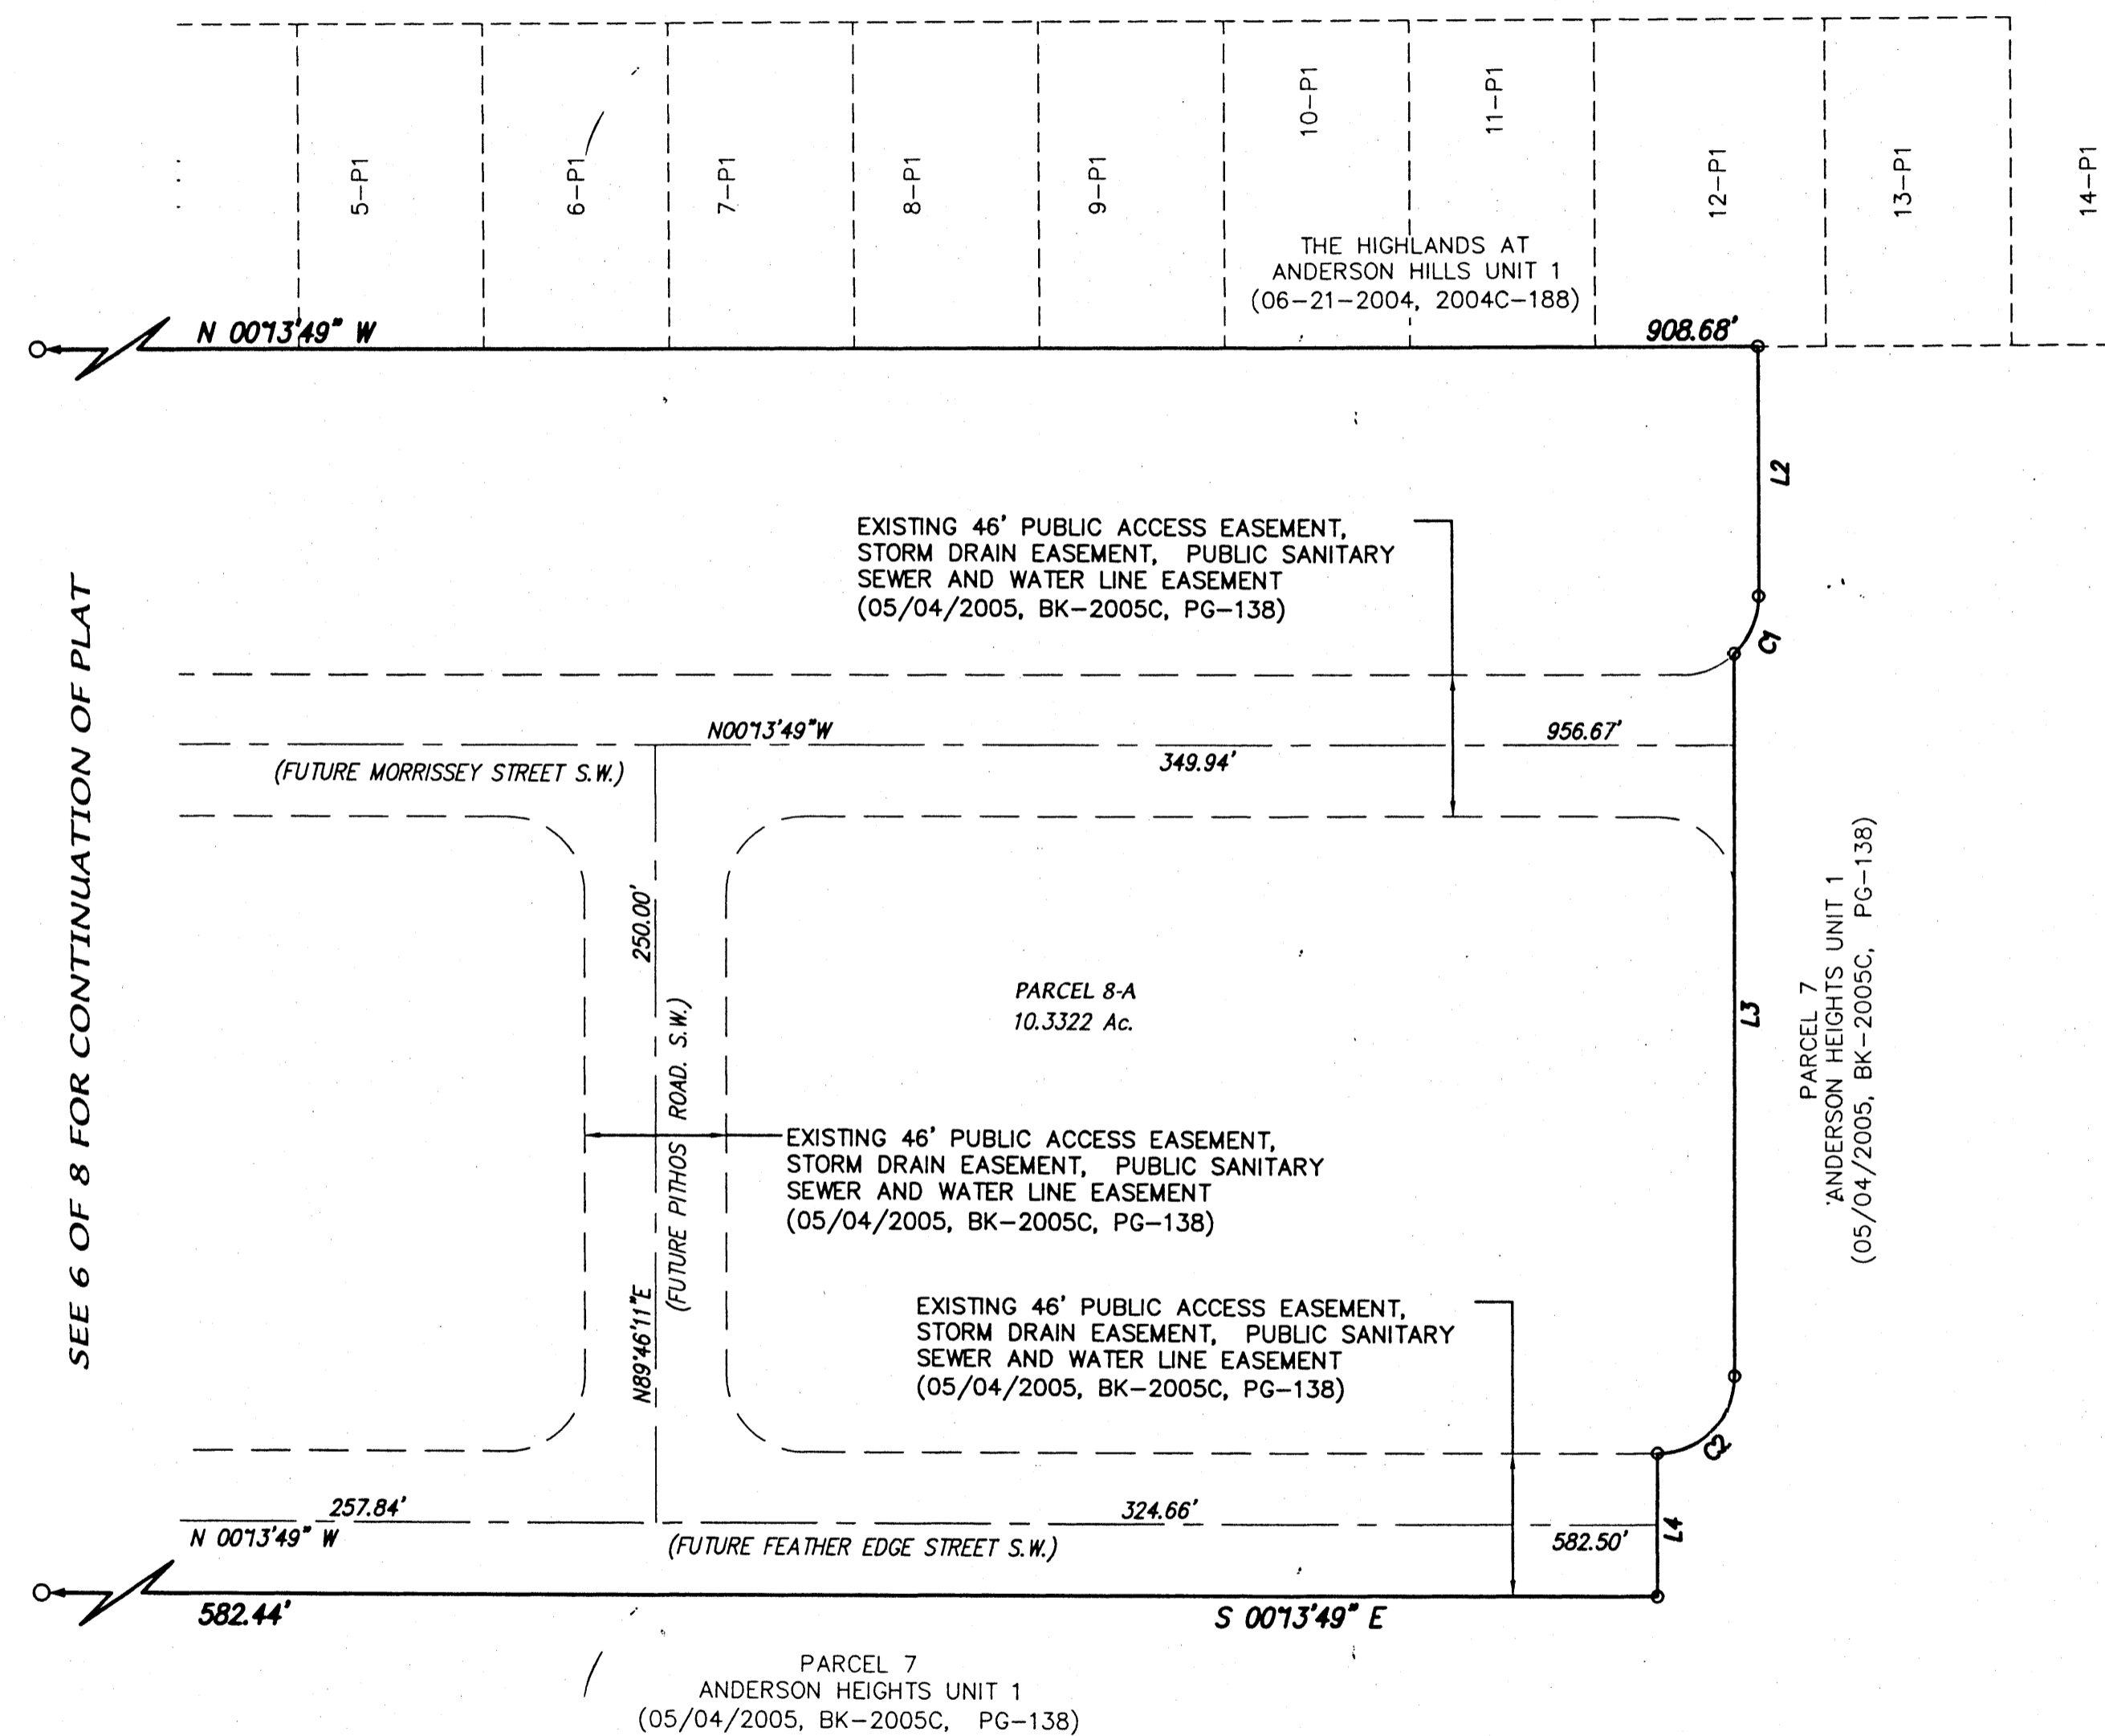 5-P1
6-P1
7-P1
8-P1
9-P1
10-P1
11-P1
12-P1
13-P1
14-P1
THE HIGHLANDS AT
ANDERSON HILLS UNIT 1
(06-21-2004, 2004C-188)
N 00°13'49" W
908.68'
L2
EXISTING 46' PUBLIC ACCESS EASEMENT,
STORM DRAIN EASEMENT, PUBLIC SANITARY
SEWER AND WATER LINE EASEMENT
(05/04/2005, BK-2005C, PG-138)
C1
SEE 6 OF 8 FOR CONTINUATION OF PLAT
N00°13'49"W
956.67'
(FUTURE MORRISSEY STREET S.W.)
349.94'
250.00'
PARCEL 8-A
10.3322 Ac.
L3
PARCEL 7
ANDERSON HEIGHTS UNIT 1
(05/04/2005, BK-2005C, PG-138)
(FUTURE PITHOS ROAD. S.W.)
N89°46'11"E
EXISTING 46' PUBLIC ACCESS EASEMENT,
STORM DRAIN EASEMENT, PUBLIC SANITARY
SEWER AND WATER LINE EASEMENT
(05/04/2005, BK-2005C, PG-138)
EXISTING 46' PUBLIC ACCESS EASEMENT,
STORM DRAIN EASEMENT, PUBLIC SANITARY
SEWER AND WATER LINE EASEMENT
(05/04/2005, BK-2005C, PG-138)
C2
257.84'
324.66'
N 00°13'49" W
(FUTURE FEATHER EDGE STREET S.W.)
582.50'
L4
582.44'
S 00°13'49" E
PARCEL 7
ANDERSON HEIGHTS UNIT 1
(05/04/2005, BK-2005C, PG-138)